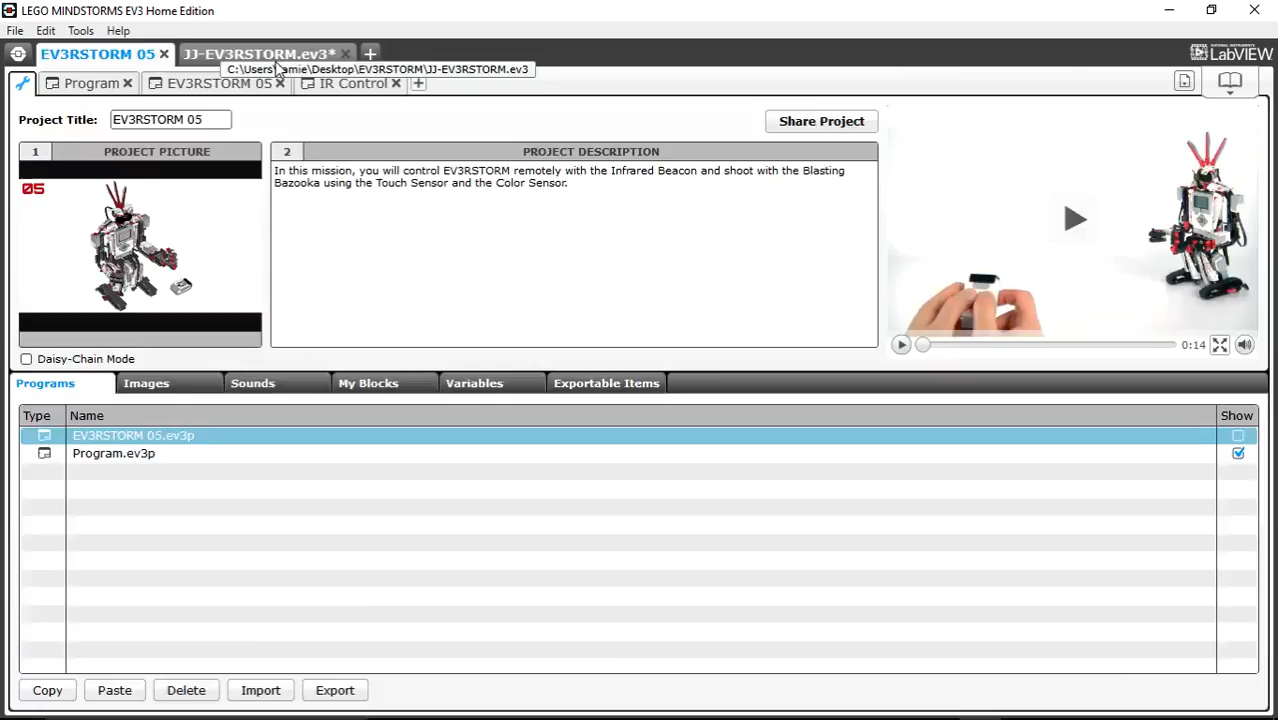 LEGO MINDSTORMS EV3 Home Edition
File Edit Tools Help
EV3RSTORM 05 JJ-EV3RSTORM.ev3* +
NATIONAL INSTRUMENTS
LabVIEW
C:\Users\ amie\Desktop\EV3RSTORM\JJ-EV3RSTORM.ev3
Program EV3RSTORM 05 IR Control +
Project Title: EV3RSTORM 05 Share Project
1 PROJECT PICTURE 2 PROJECT DESCRIPTION
05
In this mission, you will control EV3RSTORM remotely with the Infrared Beacon and shoot with the Blasting
Bazooka using the Touch Sensor and the Color Sensor.
0:14
Daisy-Chain Mode
Programs Images Sounds My Blocks Variables Exportable Items
Type Name Show
EV3RSTORM 05.ev3p
Program.ev3p
Copy Paste Delete Import Export